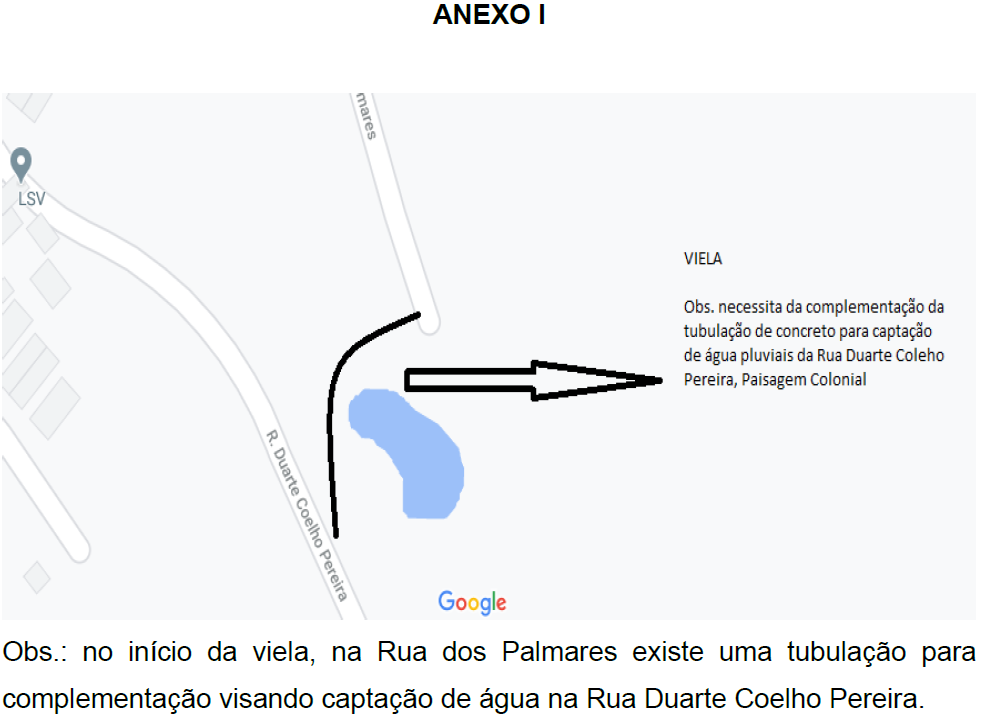 ANEXO I
mares
LSV
VIELA
Obs. necessita da complementação da
tubulação de concreto para captação
de água pluviais da Rua Duarte Coleho
Pereira, Paisagem Colonial
R. Duarte Coelho Pereira
Google
Obs.: no início da viela, na Rua dos Palmares existe uma tubulação para
complementação visando captação de água na Rua Duarte Coelho Pereira.